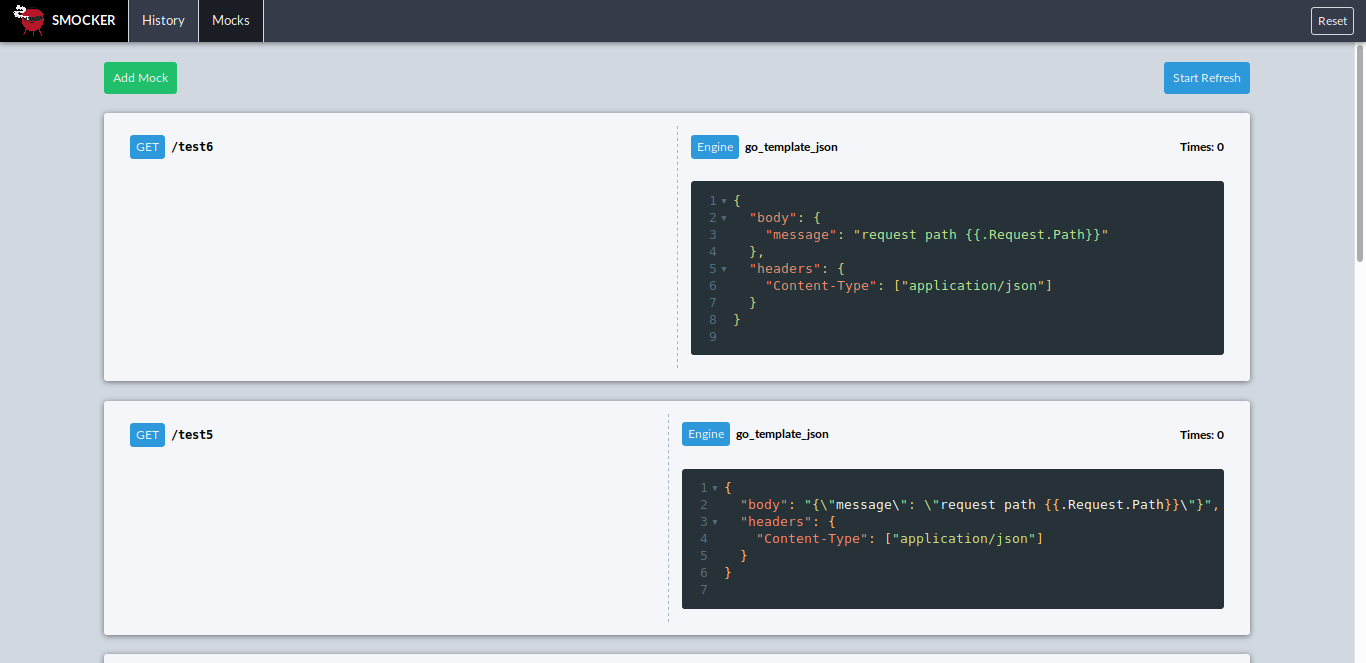 SMOCKER History Mocks Reset
Add Mock Start Refresh
GET /test6 Engine go_template_json Times: 0
1 {
2   "body": {
3     "message": "request path {{.Request.Path}}"
4   },
5   "headers": {
6     "Content-Type": ["application/json"]
7   }
8 }
9
GET /test5 Engine go_template_json Times: 0
1 {
2   "body": "{\"message\": \"request path {{.Request.Path}}\"}",
3   "headers": {
4     "Content-Type": ["application/json"]
5   }
6 }
7